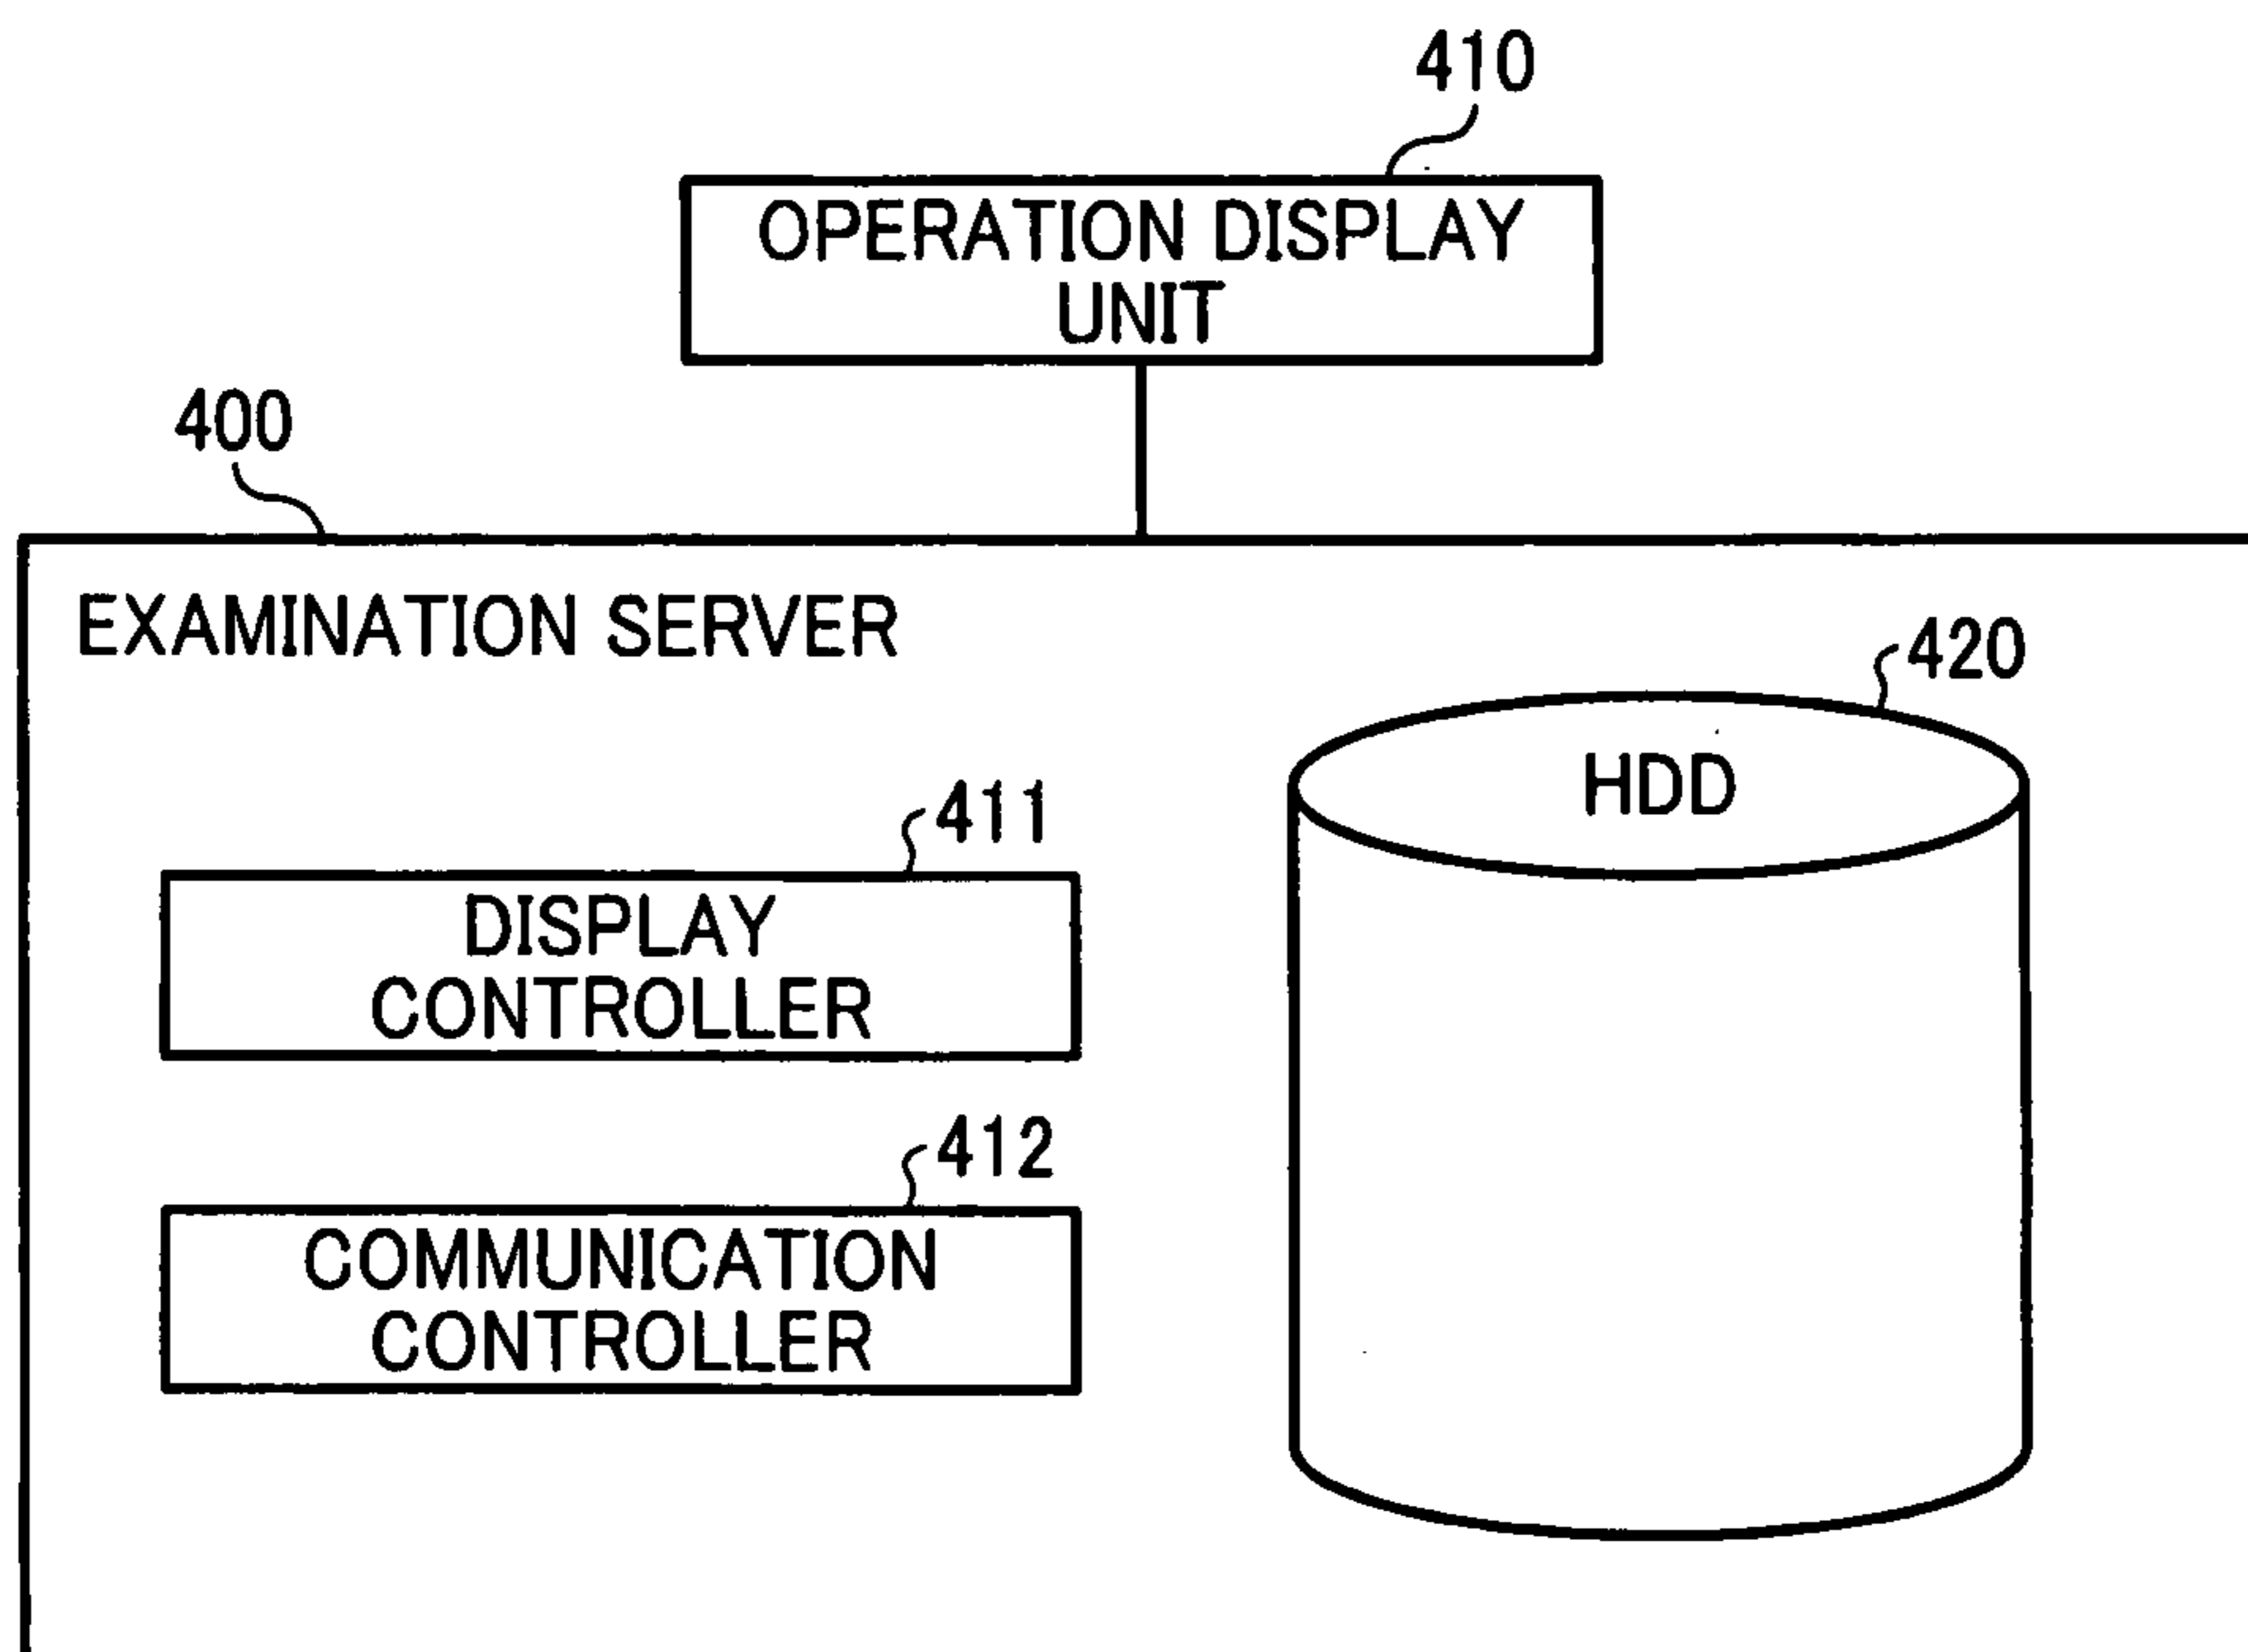 410
OPERATION DISPLAY
UNIT
400
EXAMINATION SERVER
420
HDD
411
DISPLAY
CONTROLLER
412
COMMUNICATION
CONTROLLER